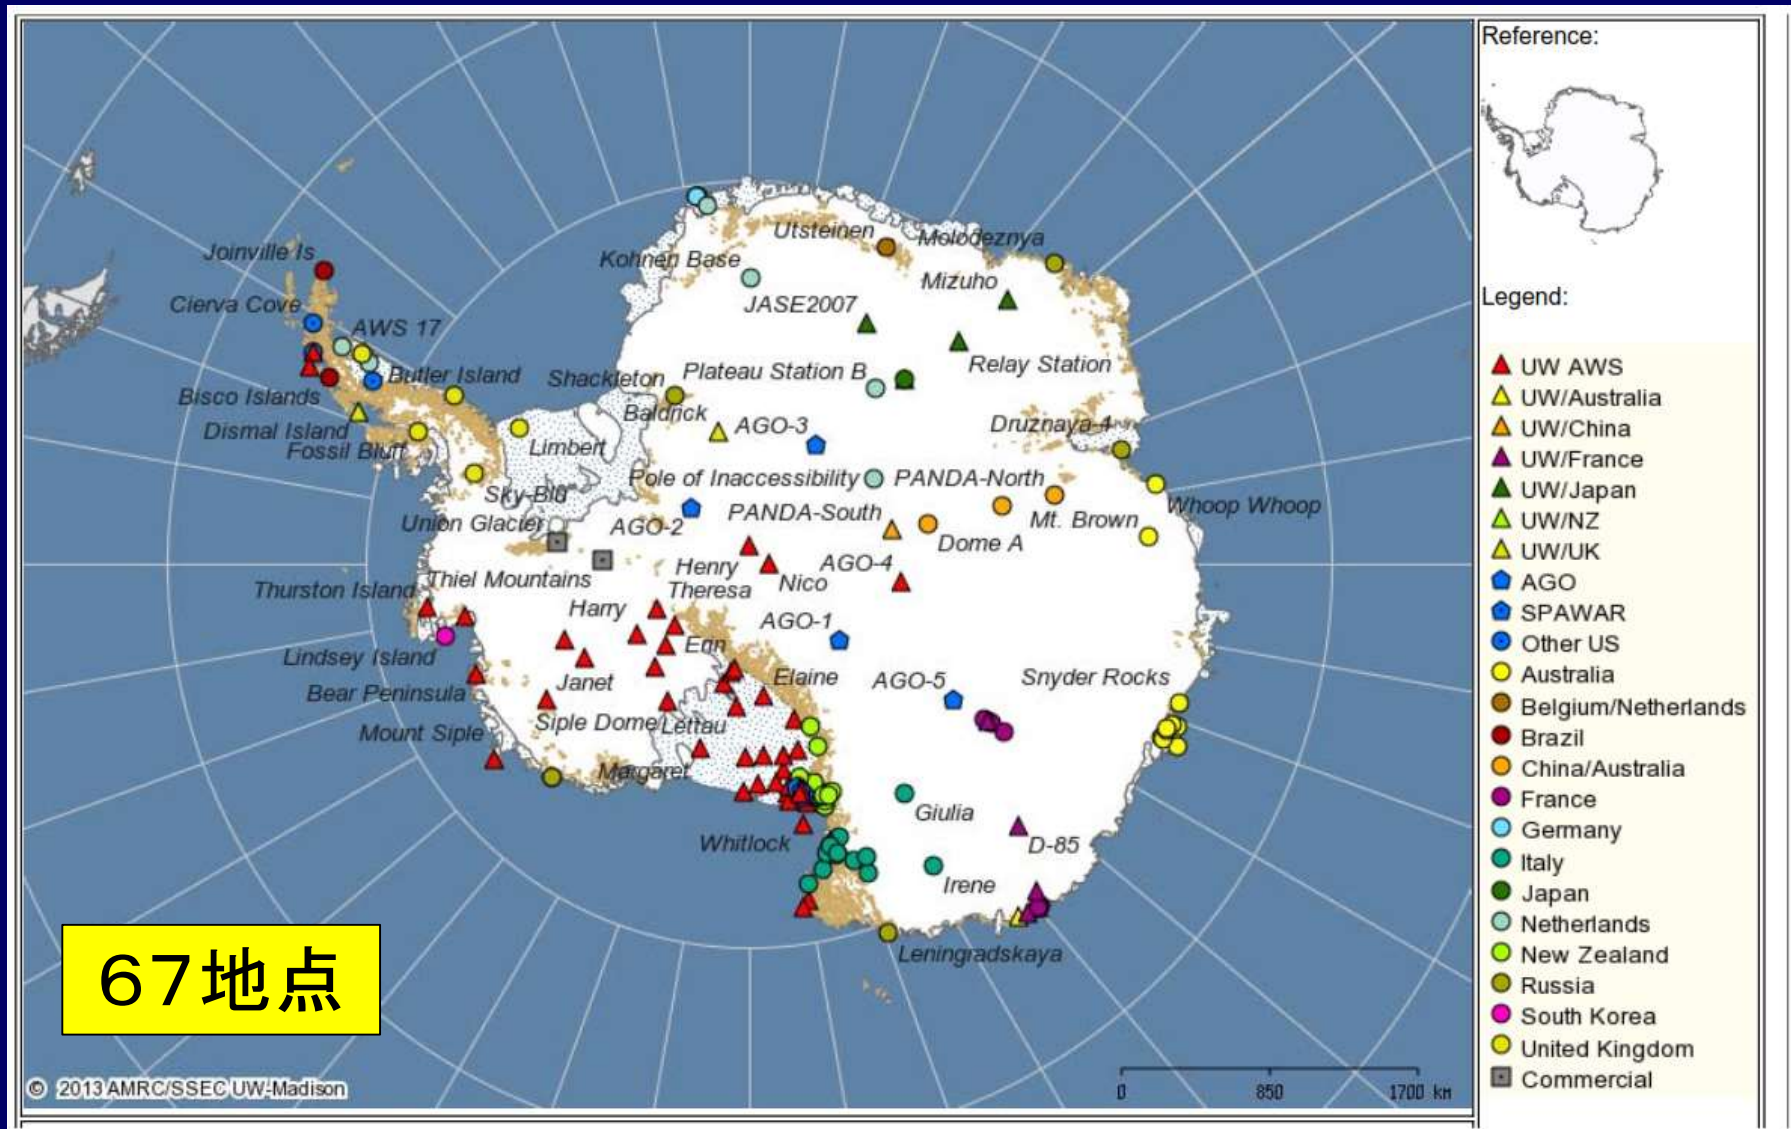 Reference:
Legend:
UW AWS
UW/Australia
UW/China
UW/France
UW/Japan
UW/NZ
UW/UK
AGO
SPAWAR
Other US
Australia
Belgium/Netherlands
Brazil
China/Australia
France
Germany
Italy
Japan
Netherlands
New Zealand
Russia
South Korea
United Kingdom
Commercial
Joinville Is
Cierva Cove
AWS 17
Butler Island
Bisco Islands
Dismal Island
Fossil Bluff
Limbert
Sky-Blu
Union Glacier
Thiel Mountains
Thurston Island
Lindsey Island
Bear Peninsula
Mount Siple
Utsteinen
Molodeznya
Kohnen Base
Mizuho
JASE2007
Relay Station
Shackleton
Plateau Station B
Baldrick
AGO-3
Druznaya-4
Pole of Inaccessibility
PANDA-North
AGO-2
PANDA-South
Mt. Brown
Whoop Whoop
Dome A
Henry
Nico
AGO-4
Theresa
Harry
AGO-1
Erin
Elaine
AGO-5
Snyder Rocks
Janet
Siple Dome
Lettau
Margaret
Whitlock
Giulia
D-85
Irene
Leningradskaya
67地点
© 2013 AMRC/SSEC UW-Madison
0 850 1700 km